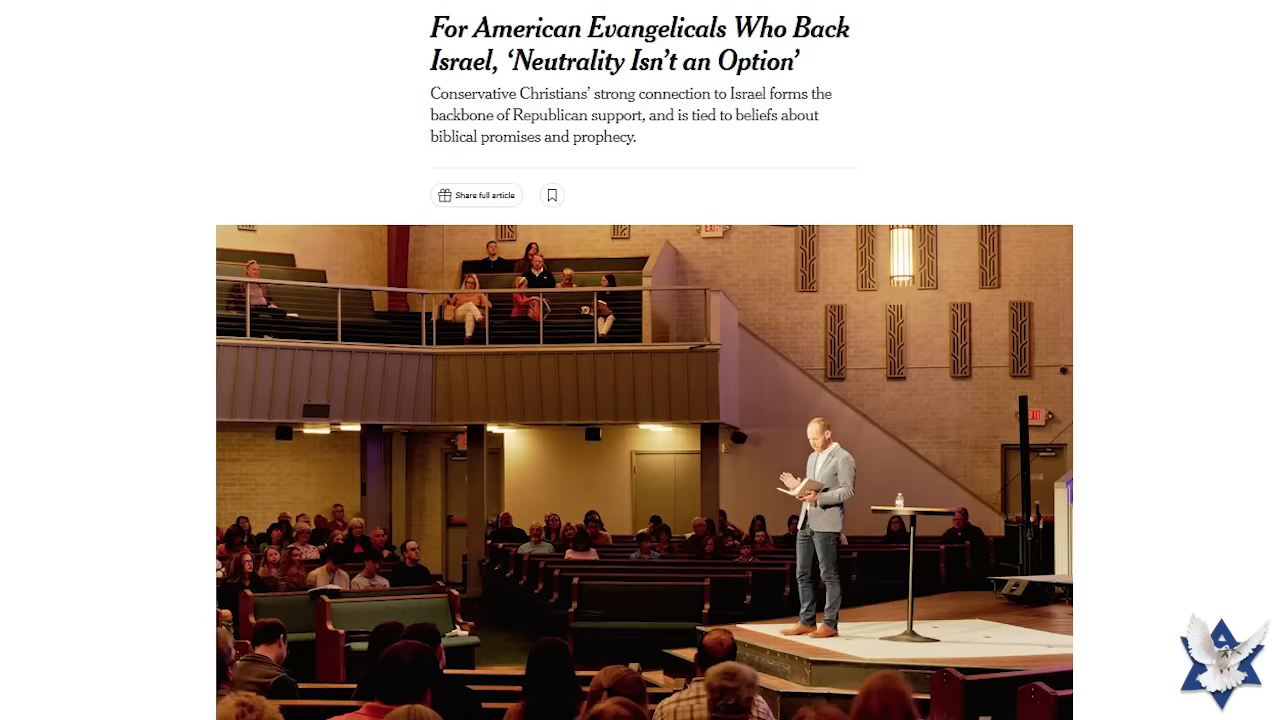 For American Evangelicals Who Back
Israel, ‘Neutrality Isn’t an Option’
Conservative Christians’ strong connection to Israel forms the
backbone of Republican support, and is tied to beliefs about
biblical promises and prophecy.
Share full article
EXIT
EXIT